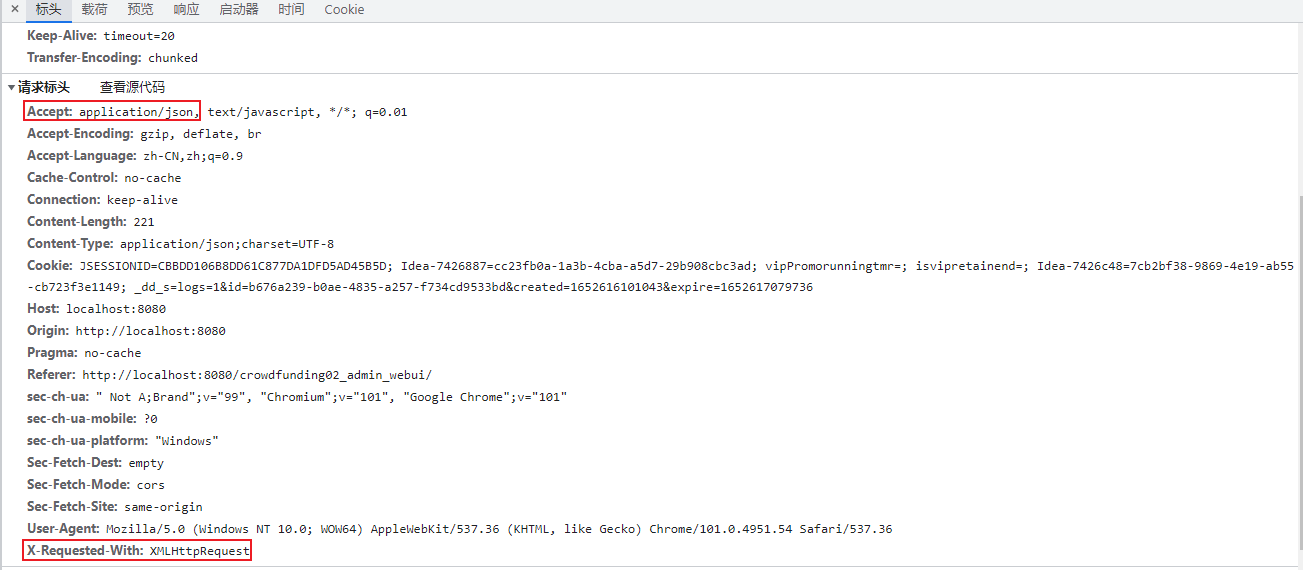 × 标头 载荷 预览 响应 启动器 时间 Cookie
Keep-Alive: timeout=20
Transfer-Encoding: chunked
▼请求标头 查看源代码
Accept: application/json, text/javascript, */*; q=0.01
Accept-Encoding: gzip, deflate, br
Accept-Language: zh-CN,zh;q=0.9
Cache-Control: no-cache
Connection: keep-alive
Content-Length: 221
Content-Type: application/json;charset=UTF-8
Cookie: JSESSIONID=CBBDD106B8DD61C877DA1DFD5AD45B5D; Idea-7426887=cc23fb0a-1a3b-4cba-a5d7-29b908cbc3ad; vipPromorunningtmr=; isvipretainend=; Idea-7426c48=7cb2bf38-9869-4e19-ab55
-cb723f3e1149; _dd_s=logs=1&id=b676a239-b0ae-4835-a257-f734cd9533bd&created=1652616101043&expire=1652617079736
Host: localhost:8080
Origin: http://localhost:8080
Pragma: no-cache
Referer: http://localhost:8080/crowdfunding02_admin_webui/
sec-ch-ua: " Not A;Brand";v="99", "Chromium";v="101", "Google Chrome";v="101"
sec-ch-ua-mobile: ?0
sec-ch-ua-platform: "Windows"
Sec-Fetch-Dest: empty
Sec-Fetch-Mode: cors
Sec-Fetch-Site: same-origin
User-Agent: Mozilla/5.0 (Windows NT 10.0; WOW64) AppleWebKit/537.36 (KHTML, like Gecko) Chrome/101.0.4951.54 Safari/537.36
X-Requested-With: XMLHttpRequest